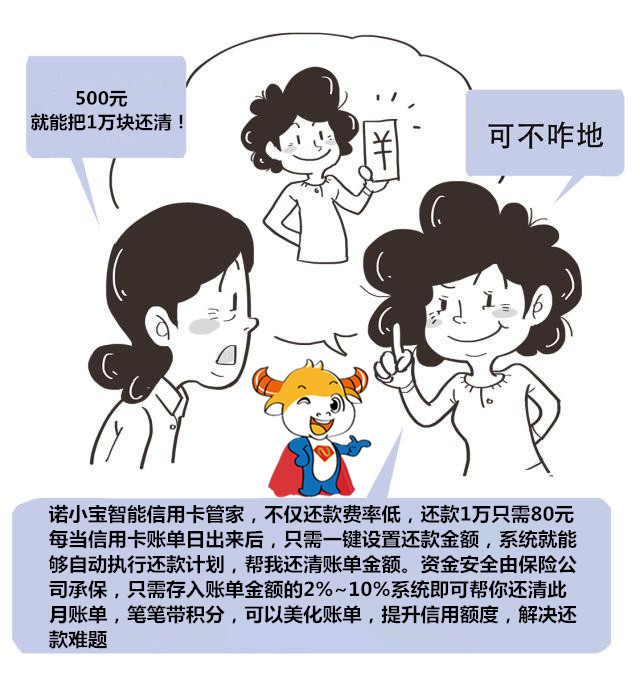 500元
就能把1万块还清！
可不咋地
羊
诺小宝智能信用卡管家，不仅还款费率低，还款1万只需80元
每当信用卡账单日出来后，只需一键设置还款金额，系统就能
够自动执行还款计划，帮我还清账单金额。资金安全由保险公
司承保，只需存入账单金额的2%~10%系统即可帮你还清此
月账单，笔笔带积分，可以美化账单，提升信用额度，解决还
款难题